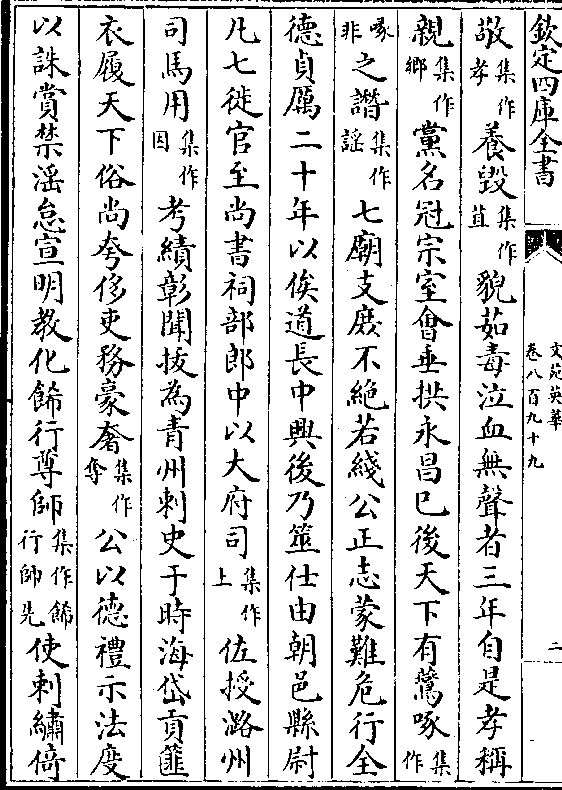 欽定四庫全書
文苑英華
卷八百九十九
二
敬集作孝養毀集作苴貌茹毒泣血無聲者三年自是孝稱
親集作鄉黨名冠宗室會垂拱永昌已後天下有鷔啄集作
啄非之譖集作謡七廟支庶不絶若綫公正志蒙難危行全
德貞厲二十年以俟道長中興後乃筮仕由朝邑縣尉
凡七徙官至尚書祠部郎中以大府司集作上佐授潞州
司馬用集作因考績彰聞拔為青州刺史于時海岱貢篚
衣履天下俗尚夸侈吏務豪奢集作奪公以德禮示法度
以誅賞禁滛怠宣明教化飾行尊師集作飾行師先使刺繡倚